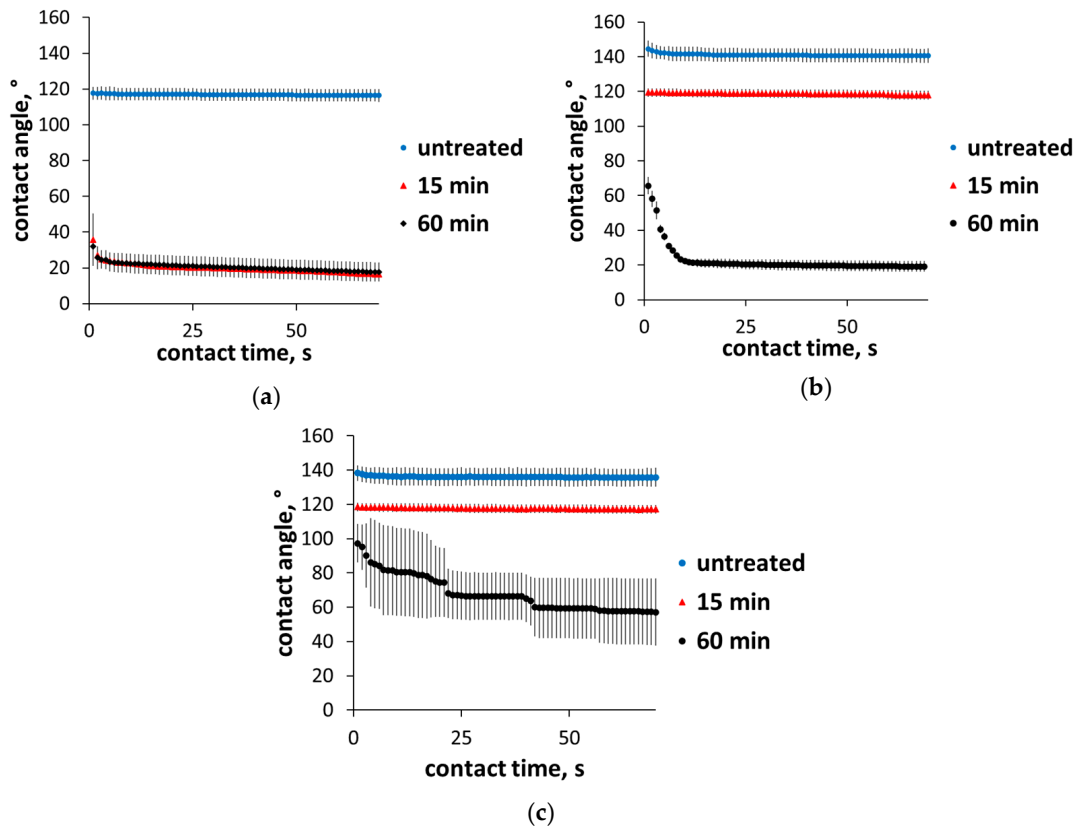 160
140
120
100
80
60
40
20
0
contact angle, °
0 25 50
contact time, s
untreated
15 min
60 min
(a)
160
140
120
100
80
60
40
20
0
contact angle, °
0 25 50
contact time, s
untreated
15 min
60 min
(b)
160
140
120
100
80
60
40
20
0
contact angle, °
0 25 50
contact time, s
untreated
15 min
60 min
(c)